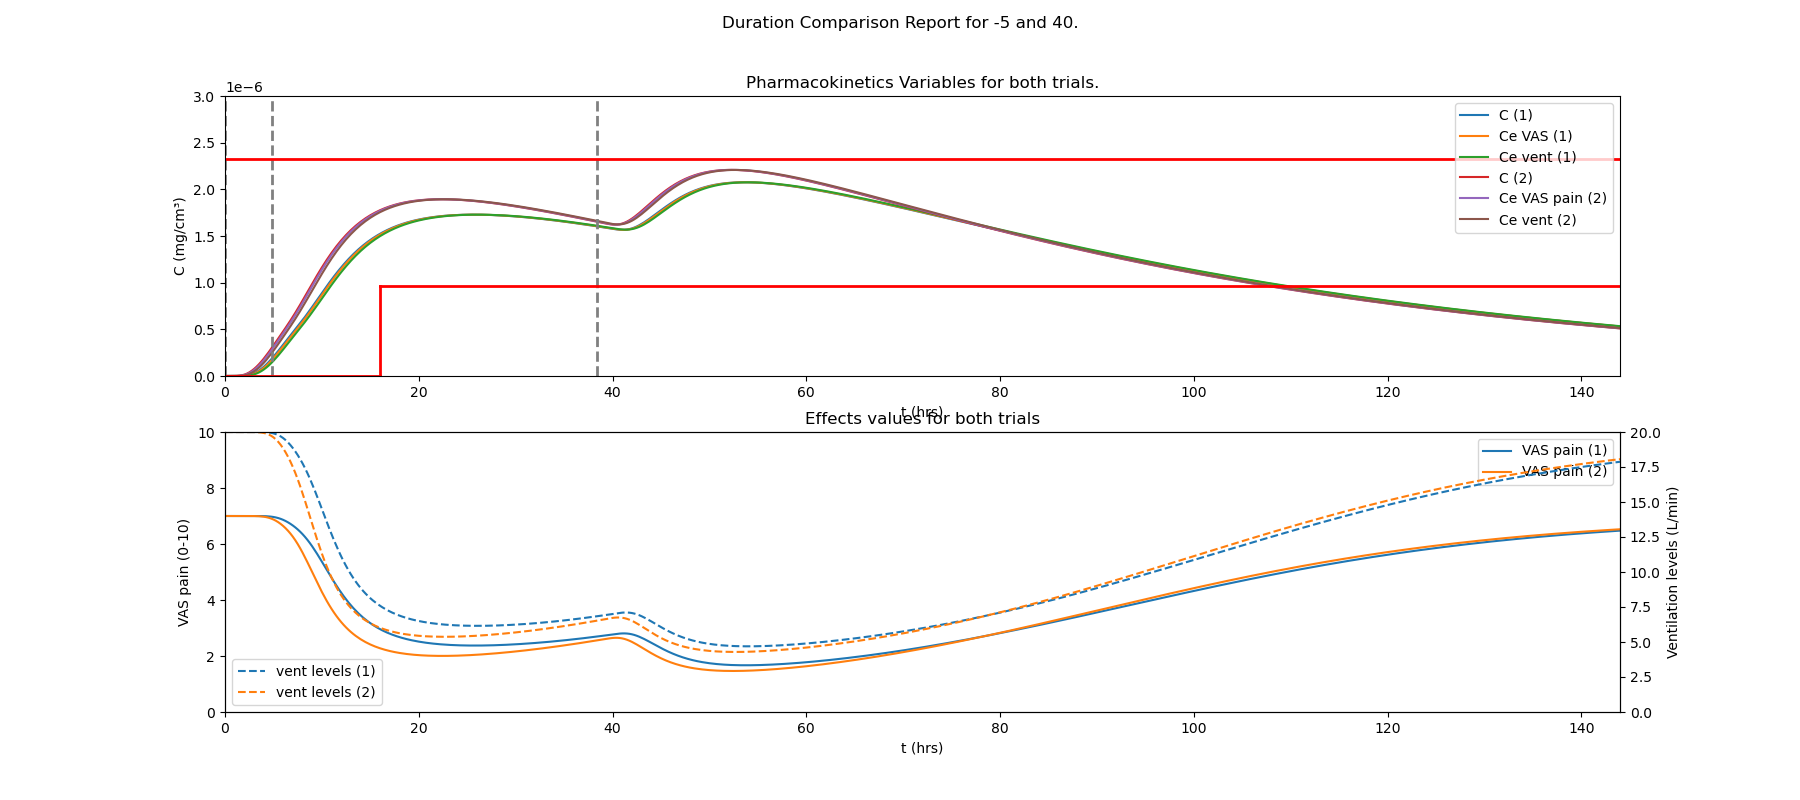 Duration Comparison Report for -5 and 40.
Pharmacokinetics Variables for both trials.
1e−6
3.0
2.5
2.0
1.5
1.0
0.5
0.0
C (mg/cm³)
C (1)
Ce VAS (1)
Ce vent (1)
C (2)
Ce VAS pain (2)
Ce vent (2)
0 20 40 60 80 100 120 140
t (hrs)
Effects values for both trials
10
8
6
4
2
0
VAS pain (0-10)
VAS pain (1)
VAS pain (2)
vent levels (1)
vent levels (2)
20.0
17.5
15.0
12.5
10.0
7.5
5.0
2.5
0.0
Ventilation levels (L/min)
0 20 40 60 80 100 120 140
t (hrs)